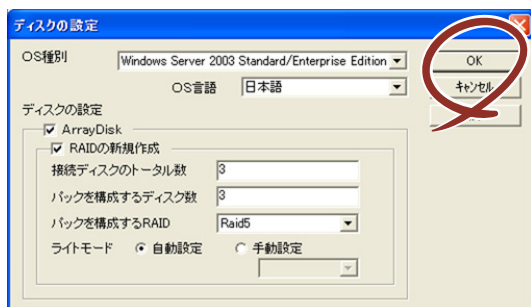 ディスクの設定
OS種別 Windows Server 2003 Standard/Enterprise Edition
OK
OS言語 日本語
キャンセル
ディスクの設定
ArrayDisk
RAIDの新規作成
接続ディスクのトータル数 3
パックを構成するディスク数 3
パックを構成するRAID Raid5
ライトモード 自動設定 手動設定